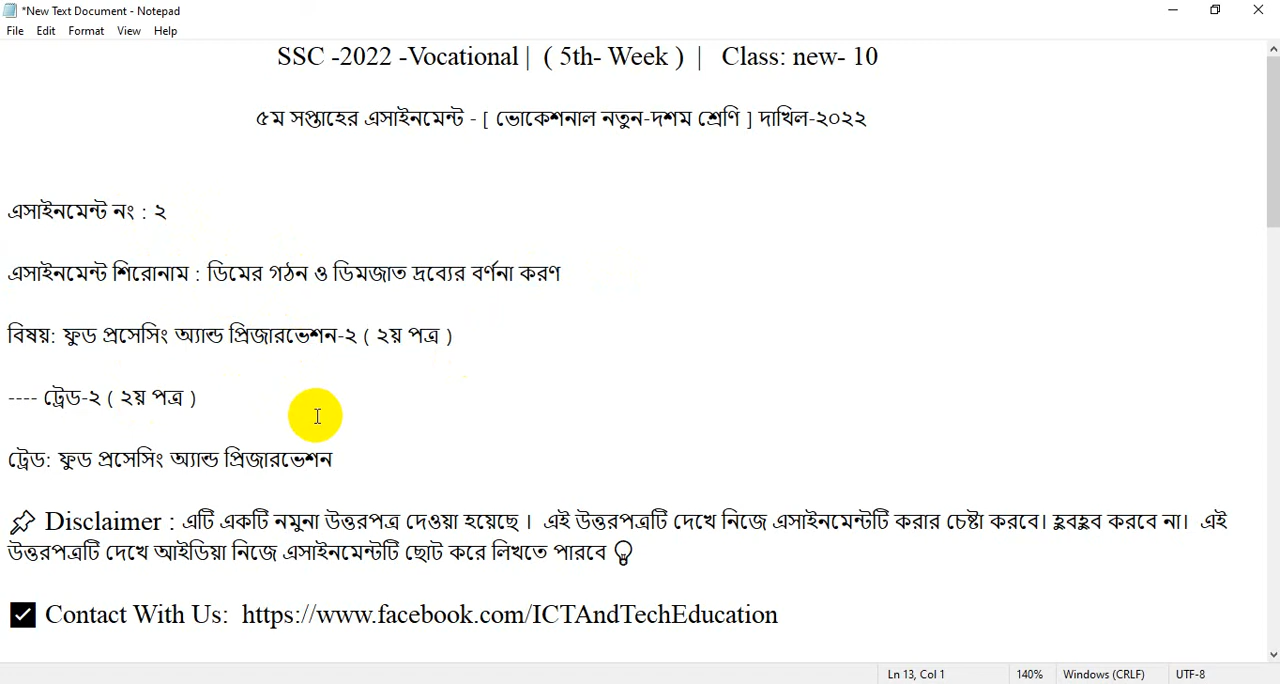 *New Text Document - Notepad
File Edit Format View Help
SSC -2022 -Vocational | ( 5th- Week ) | Class: new- 10
৫ম সপ্তাহের এসাইনমেন্ট - [ ভোকেশনাল নতুন-দশম শ্রেণি ] দাখিল-২০২২
এসাইনমেন্ট নং : ২
এসাইনমেন্ট শিরোনাম : ডিমের গঠন ও ডিমজাত দ্রব্যের বর্ণনা করণ
বিষয়: ফুড প্রসেসিং অ্যান্ড প্রিজারভেশন-২ ( ২য় পত্র )
---- ট্রেড-২ ( ২য় পত্র )
ট্রেড: ফুড প্রসেসিং অ্যান্ড প্রিজারভেশন
📌 Disclaimer : এটি একটি নমুনা উত্তরপত্র দেওয়া হয়েছে । এই উত্তরপত্রটি দেখে নিজে এসাইনমেন্টটি করার চেষ্টা করবে। হুবহুব করবে না। এই
উত্তরপত্রটি দেখে আইডিয়া নিজে এসাইনমেন্টটি ছোট করে লিখতে পারবে 💡
✅ Contact With Us: https://www.facebook.com/ICTAndTechEducation
Ln 13, Col 1 140% Windows (CRLF) UTF-8